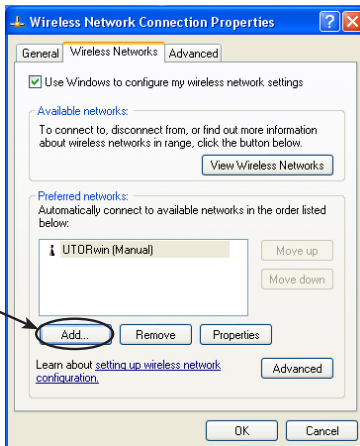 Wireless Network Connection Properties
General Wireless Networks Advanced
Use Windows to configure my wireless network settings
Available networks:
To connect to, disconnect from, or find out more information
about wireless networks in range, click the button below.
View Wireless Networks
Preferred networks:
Automatically connect to available networks in the order listed
below:
UTORwin (Manual)
Move up
Move down
Add... Remove Properties
Learn about setting up wireless network
configuration.
Advanced
OK Cancel